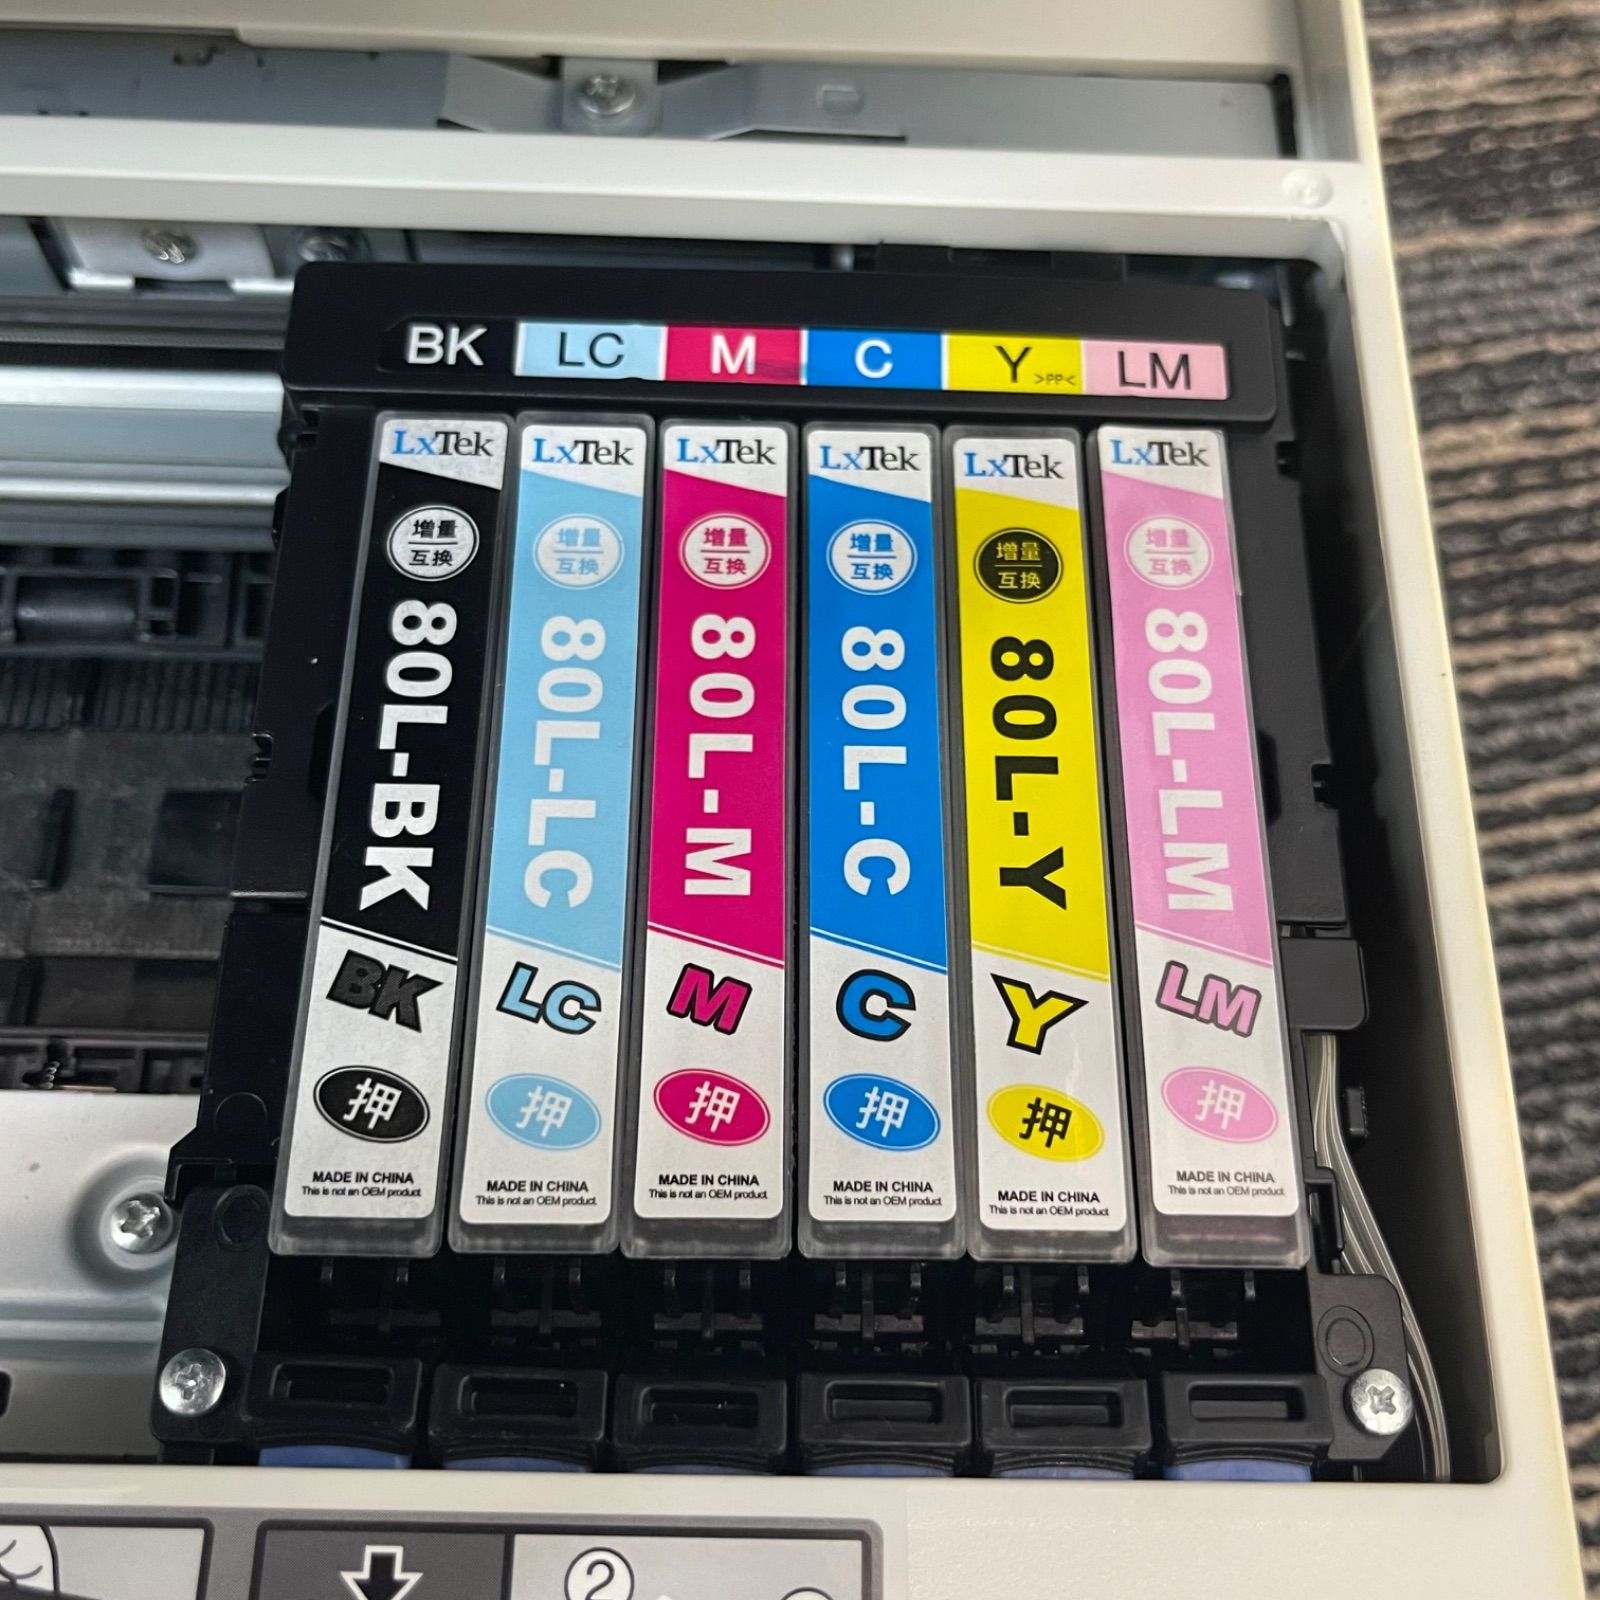 BK LC M C Y >PP< LM
LxTek
増量
互換
80L-BK
BK
押
MADE IN CHINA
This is not an OEM product
LxTek
増量
互換
80L-LC
LC
押
MADE IN CHINA
This is not an OEM product
LxTek
増量
互換
80L-M
M
押
MADE IN CHINA
This is not an OEM product
LxTek
増量
互換
80L-C
C
押
MADE IN CHINA
This is not an OEM product
LxTek
増量
互換
80L-Y
Y
押
MADE IN CHINA
This is not an OEM product
LxTek
増量
互換
80L-LM
LM
押
MADE IN CHINA
This is not an OEM product
2